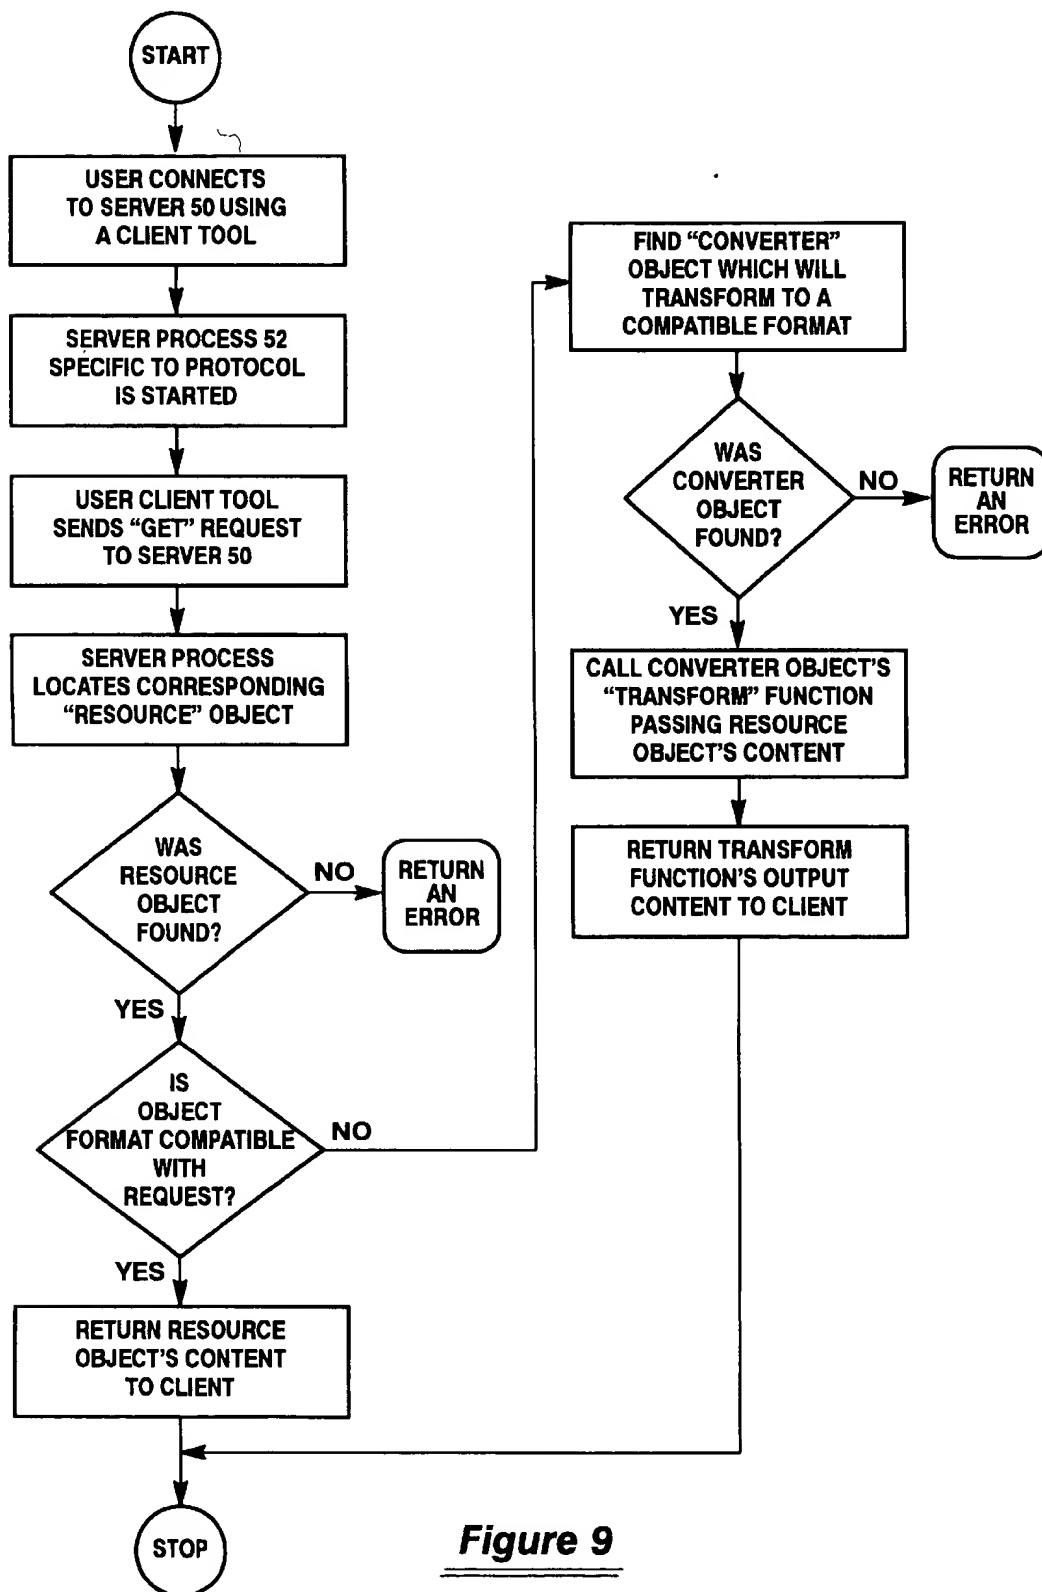 START
USER CONNECTS
TO SERVER 50 USING
A CLIENT TOOL
SERVER PROCESS 52
SPECIFIC TO PROTOCOL
IS STARTED
USER CLIENT TOOL
SENDS “GET” REQUEST
TO SERVER 50
SERVER PROCESS
LOCATES CORRESPONDING
“RESOURCE” OBJECT
WAS
RESOURCE
OBJECT
FOUND?
NO
RETURN
AN
ERROR
YES
IS
OBJECT
FORMAT COMPATIBLE
WITH
REQUEST?
NO
YES
RETURN RESOURCE
OBJECT’S CONTENT
TO CLIENT
STOP
FIND “CONVERTER”
OBJECT WHICH WILL
TRANSFORM TO A
COMPATIBLE FORMAT
WAS
CONVERTER
OBJECT
FOUND?
NO
RETURN
AN
ERROR
YES
CALL CONVERTER OBJECT’S
“TRANSFORM” FUNCTION
PASSING RESOURCE
OBJECT’S CONTENT
RETURN TRANSFORM
FUNCTION’S OUTPUT
CONTENT TO CLIENT
Figure 9